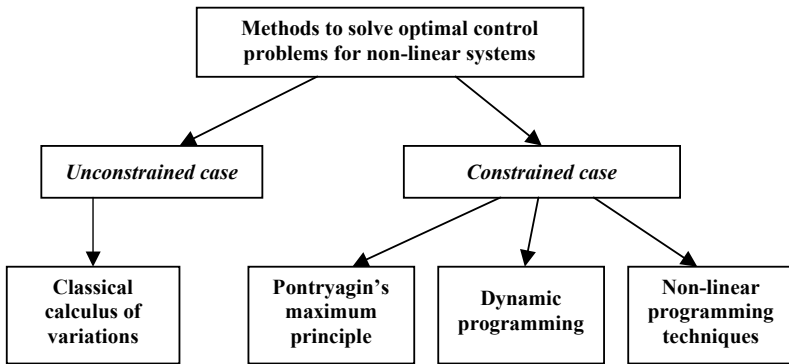 Methods to solve optimal control
problems for non-linear systems
Unconstrained case
Constrained case
Classical
calculus of
variations
Pontryagin's
maximum
principle
Dynamic
programming
Non-linear
programming
techniques